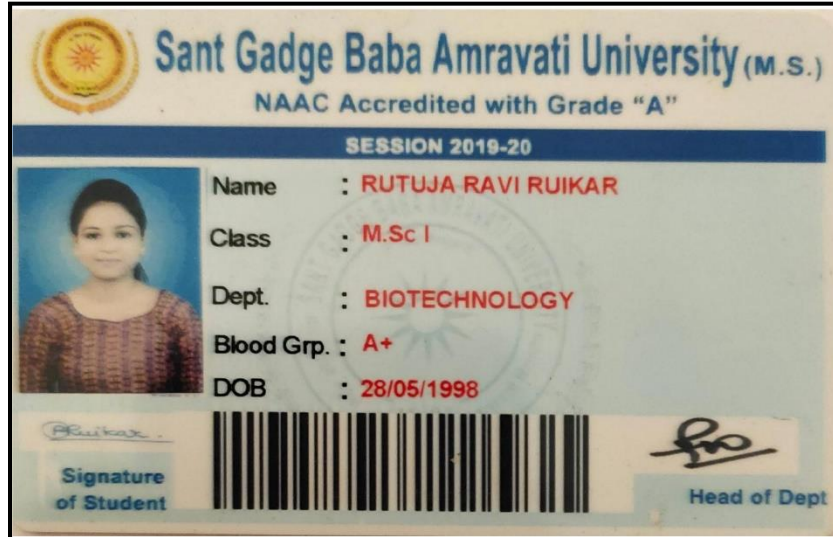 Sant Gadge Baba Amravati University (M.S.)
NAAC Accredited with Grade “A”
SESSION 2019-20
Name : RUTUJA RAVI RUIKAR
Class : M.Sc I
Dept. : BIOTECHNOLOGY
Blood Grp. : A+
DOB : 28/05/1998
Signature
of Student
Head of Dept